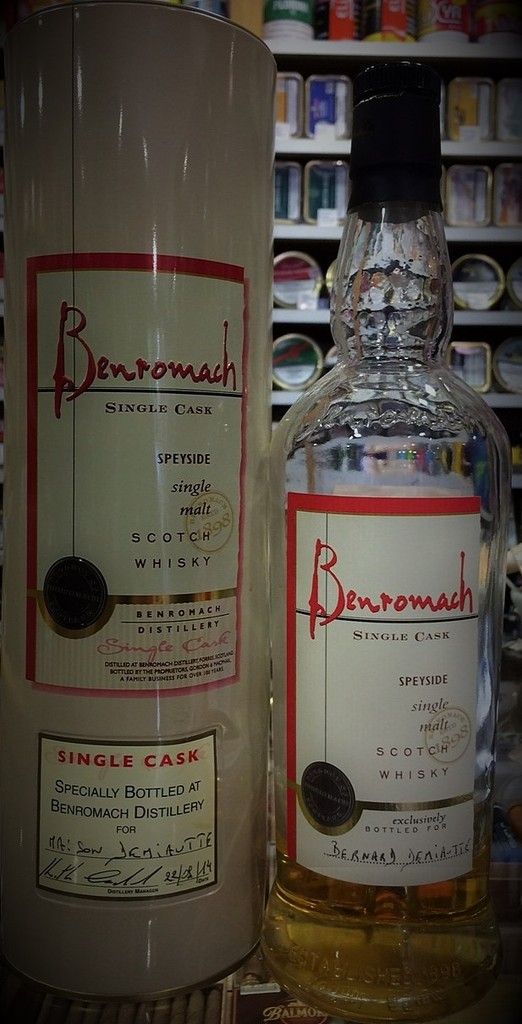 Benromach
SINGLE CASK
SPEYSIDE
single
malt
SCOTCH
WHISKY
1898
BENROMACH
DISTILLERY
Single Cask
DISTILLED AT BENROMACH DISTILLERY, FORRES, SCOTLAND
BOTTLED BY THE PROPRIETORS, GORDON & MACPHAIL
A FAMILY BUSINESS FOR OVER 100 YEARS
SINGLE CASK
SPECIALLY BOTTLED AT
BENROMACH DISTILLERY
FOR
MAISON DEMIAUTTE
22/08/14
DISTILLERY MANAGER
DATE
Benromach
SINGLE CASK
SPEYSIDE
single
malt
SCOTCH
WHISKY
1898
exclusively
BOTTLED FOR
BERNARD DEMIAUTTE
ESTABLISHED 1898
BALMO